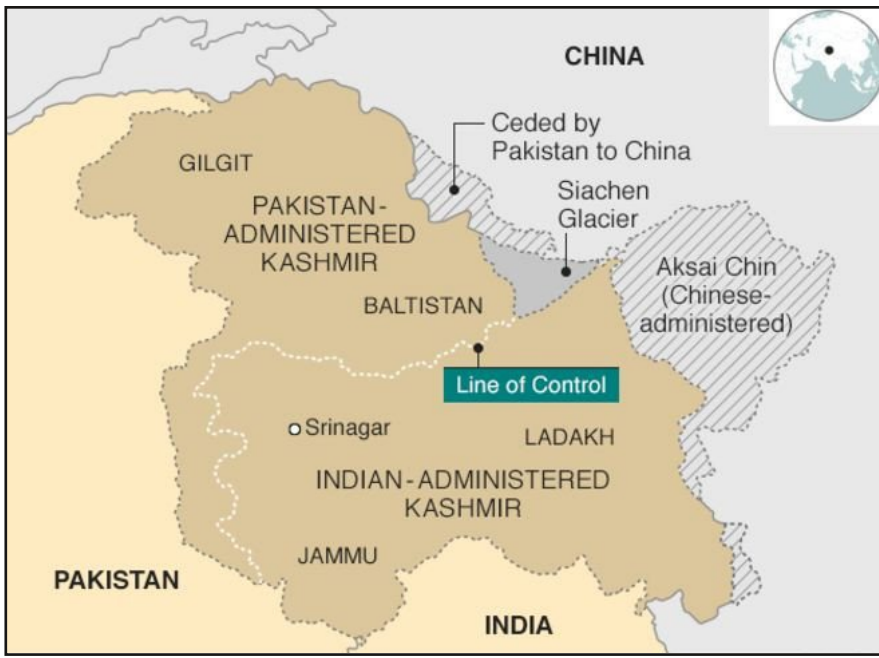 CHINA
Ceded by
Pakistan to China
Siachen
Glacier
GILGIT
PAKISTAN-
ADMINISTERED
KASHMIR
Aksai Chin
(Chinese-
administered)
BALTISTAN
Line of Control
Srinagar
LADAKH
INDIAN-ADMINISTERED
KASHMIR
JAMMU
PAKISTAN
INDIA